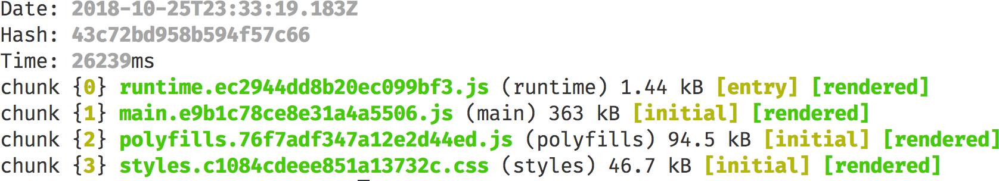 Date: 2018-10-25T23:33:19.183Z
Hash: 43c72bd958b594f57c66
Time: 26239ms
chunk {0} runtime.ec2944dd8b20ec099bf3.js (runtime) 1.44 kB [entry] [rendered]
chunk {1} main.e9b1c78ce8e31a4a5506.js (main) 363 kB [initial] [rendered]
chunk {2} polyfills.76f7adf347a12e2d44ed.js (polyfills) 94.5 kB [initial] [rendered]
chunk {3} styles.c1084cdeee851a13732c.css (styles) 46.7 kB [initial] [rendered]